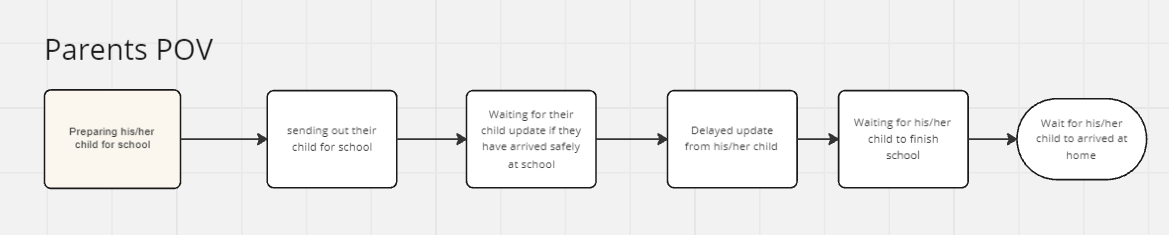 Parents POV
Preparing his/her
child for school
sending out their
child for school
Waiting for their
child update if they
have arrived safely
at school
Delayed update
from his/her child
Waiting for his/her
child to finish
school
Wait for his/her
child to arrived at
home